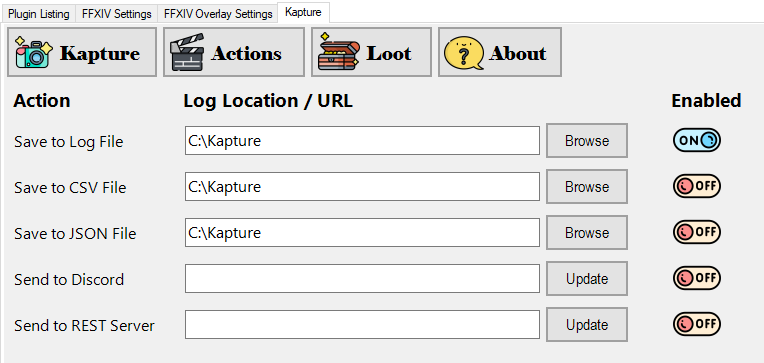 Plugin Listing FFXIV Settings FFXIV Overlay Settings Kapture
Kapture Actions Loot About
Action Log Location / URL Enabled
Save to Log File C:\Kapture Browse ON
Save to CSV File C:\Kapture Browse OFF
Save to JSON File C:\Kapture Browse OFF
Send to Discord Update OFF
Send to REST Server Update OFF